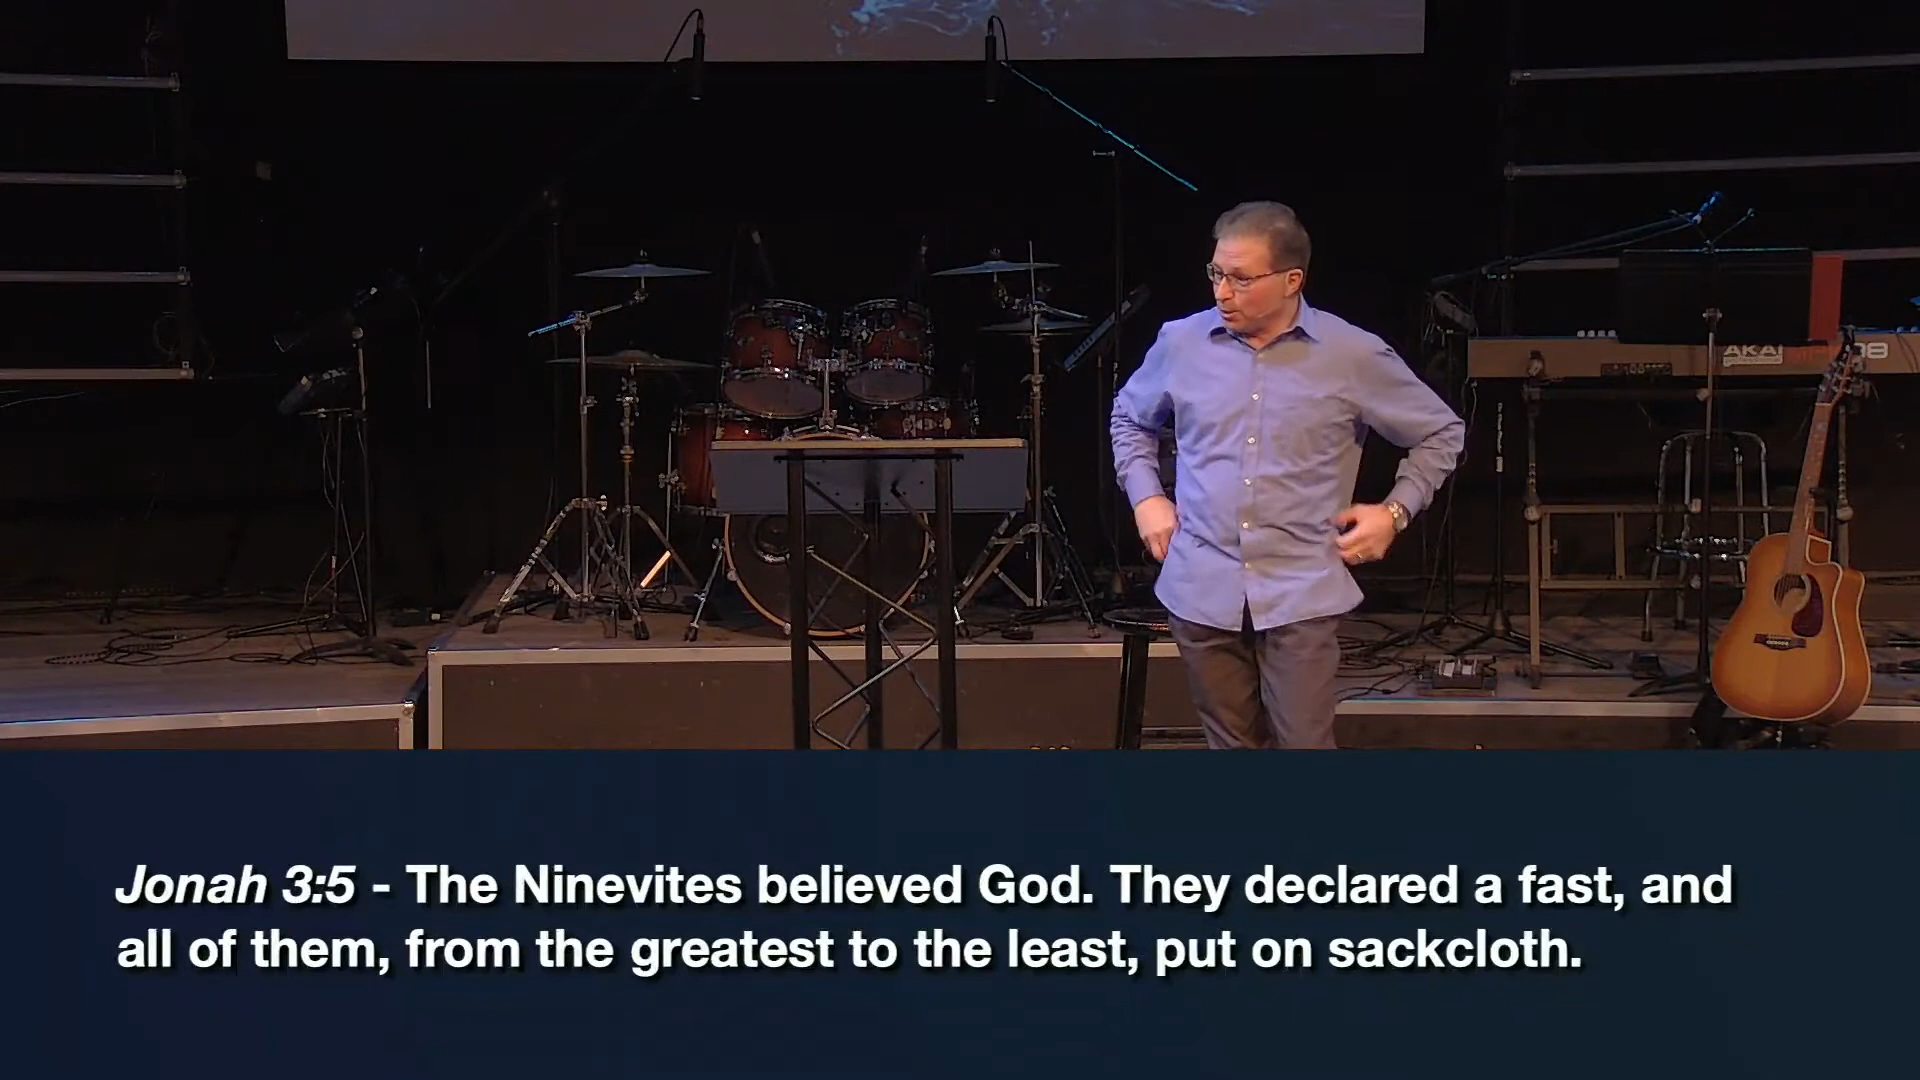 AKAI
Jonah 3:5 - The Ninevites believed God. They declared a fast, and
all of them, from the greatest to the least, put on sackcloth.